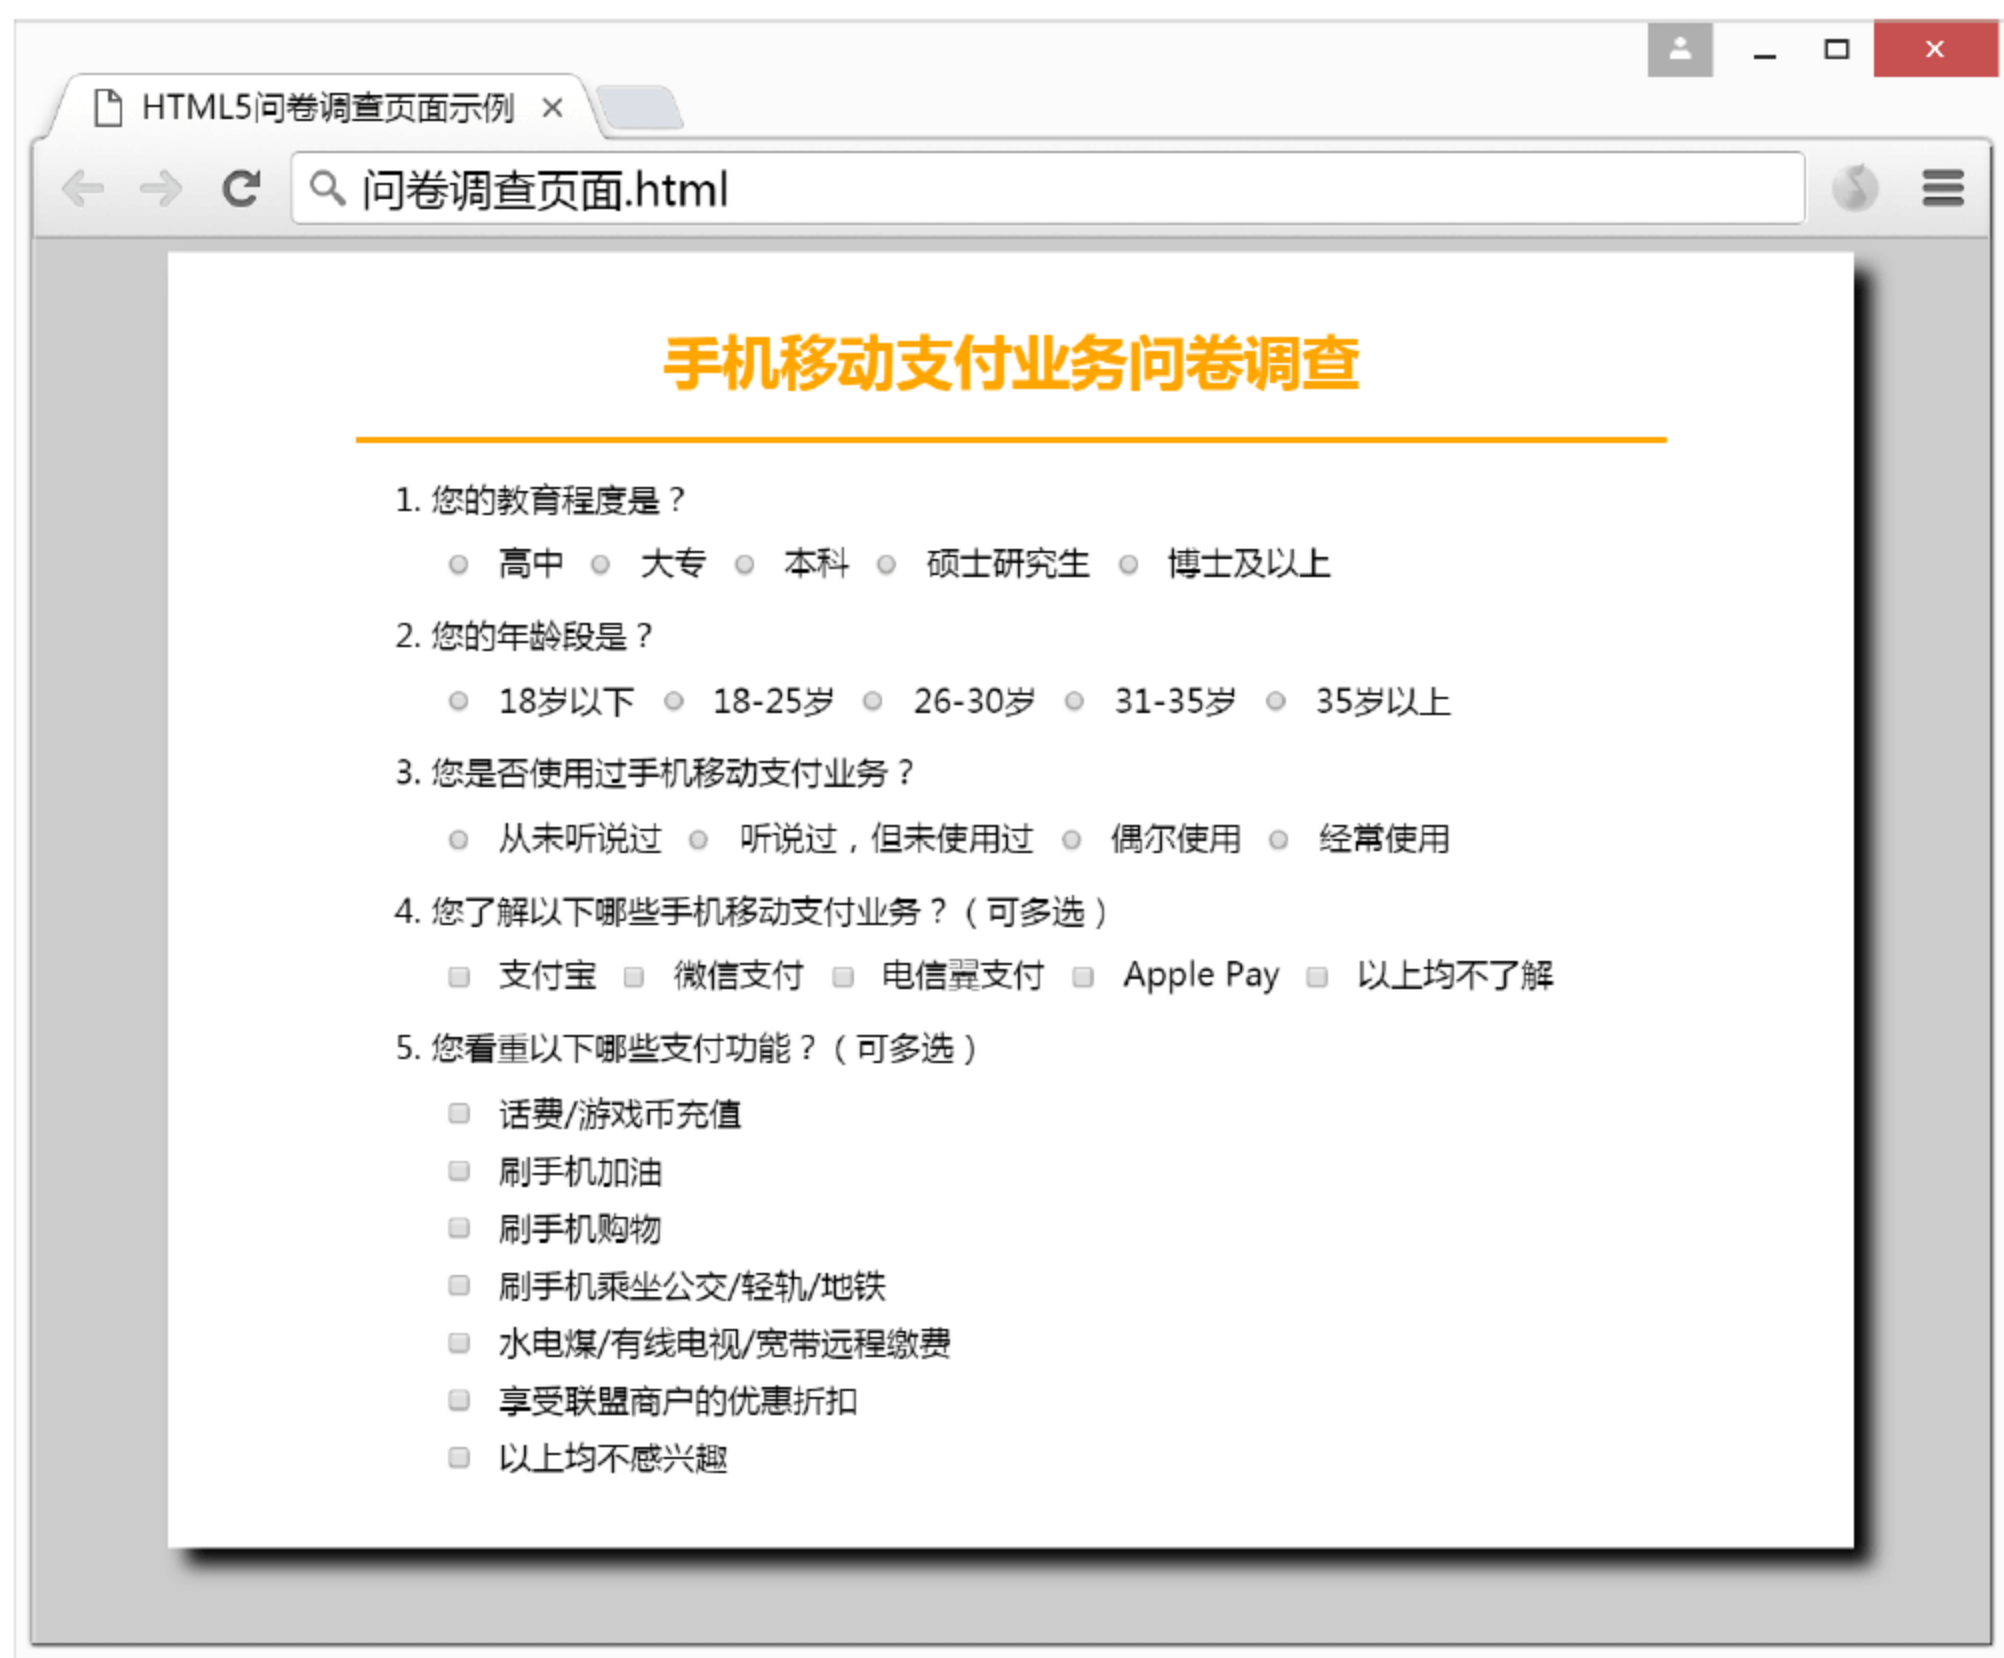 HTML5问卷调查页面示例
问卷调查页面.html
手机移动支付业务问卷调查
1. 您的教育程度是？
高中 大专 本科 硕士研究生 博士及以上
2. 您的年龄段是？
18岁以下 18-25岁 26-30岁 31-35岁 35岁以上
3. 您是否使用过手机移动支付业务？
从未听说过 听说过，但未使用过 偶尔使用 经常使用
4. 您了解以下哪些手机移动支付业务？（可多选）
支付宝 微信支付 电信翼支付 Apple Pay 以上均不了解
5. 您看重以下哪些支付功能？（可多选）
话费/游戏币充值
刷手机加油
刷手机购物
刷手机乘坐公交/轻轨/地铁
水电煤/有线电视/宽带远程缴费
享受联盟商户的优惠折扣
以上均不感兴趣